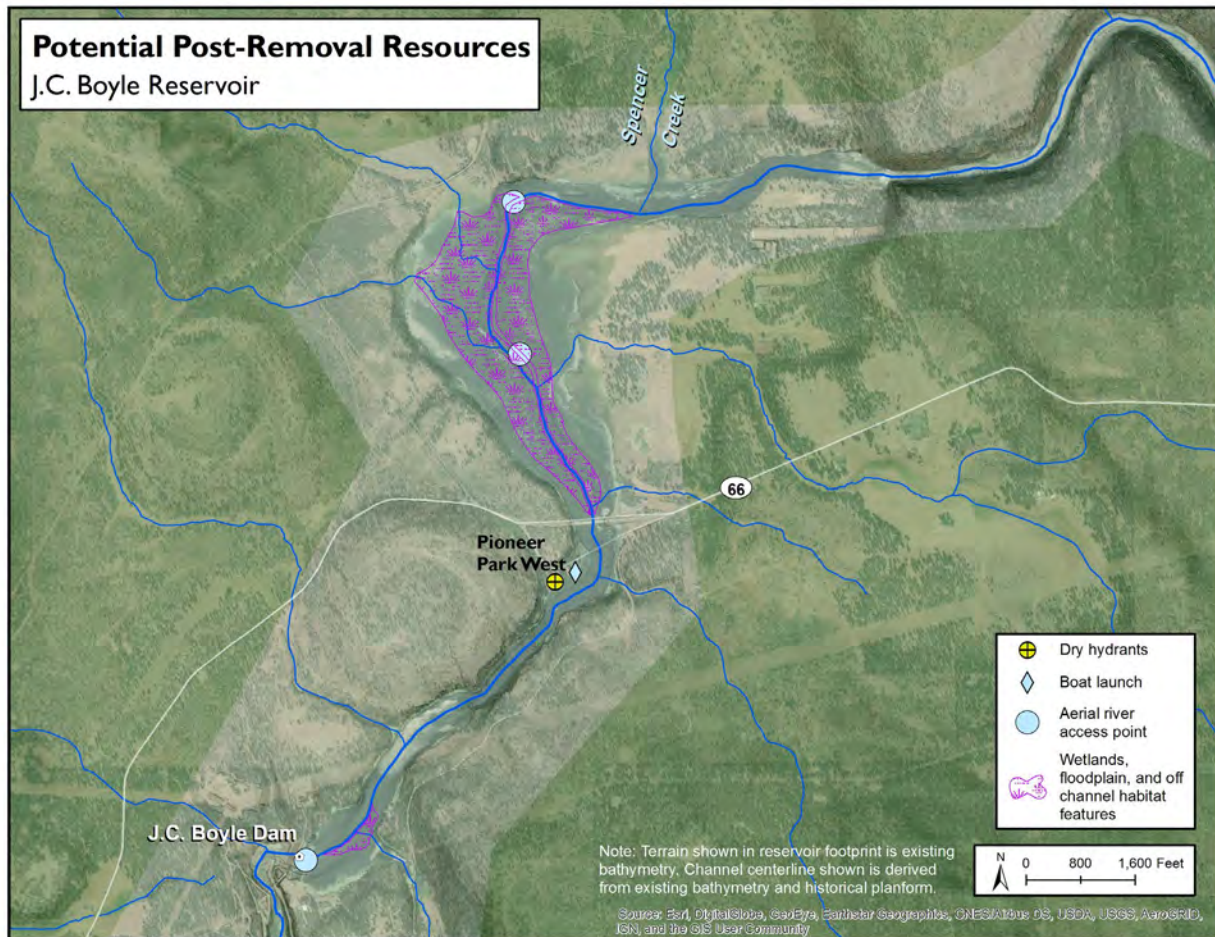 Potential Post-Removal Resources
J.C. Boyle Reservoir
Spencer
Creek
66
Pioneer
Park West
J.C. Boyle Dam
Dry hydrants
Boat launch
Aerial river
access point
Wetlands,
floodplain, and off
channel habitat
features
N
0 800 1,600 Feet
Note: Terrain shown in reservoir footprint is existing
bathymetry. Channel centerline shown is derived
from existing bathymetry and historical planform.
Source: Esri, DigitalGlobe, GeoEye, Earthstar Geographics, CNES/Airbus DS, USDA, USGS, AeroGRID,
IGN, and the GIS User Community